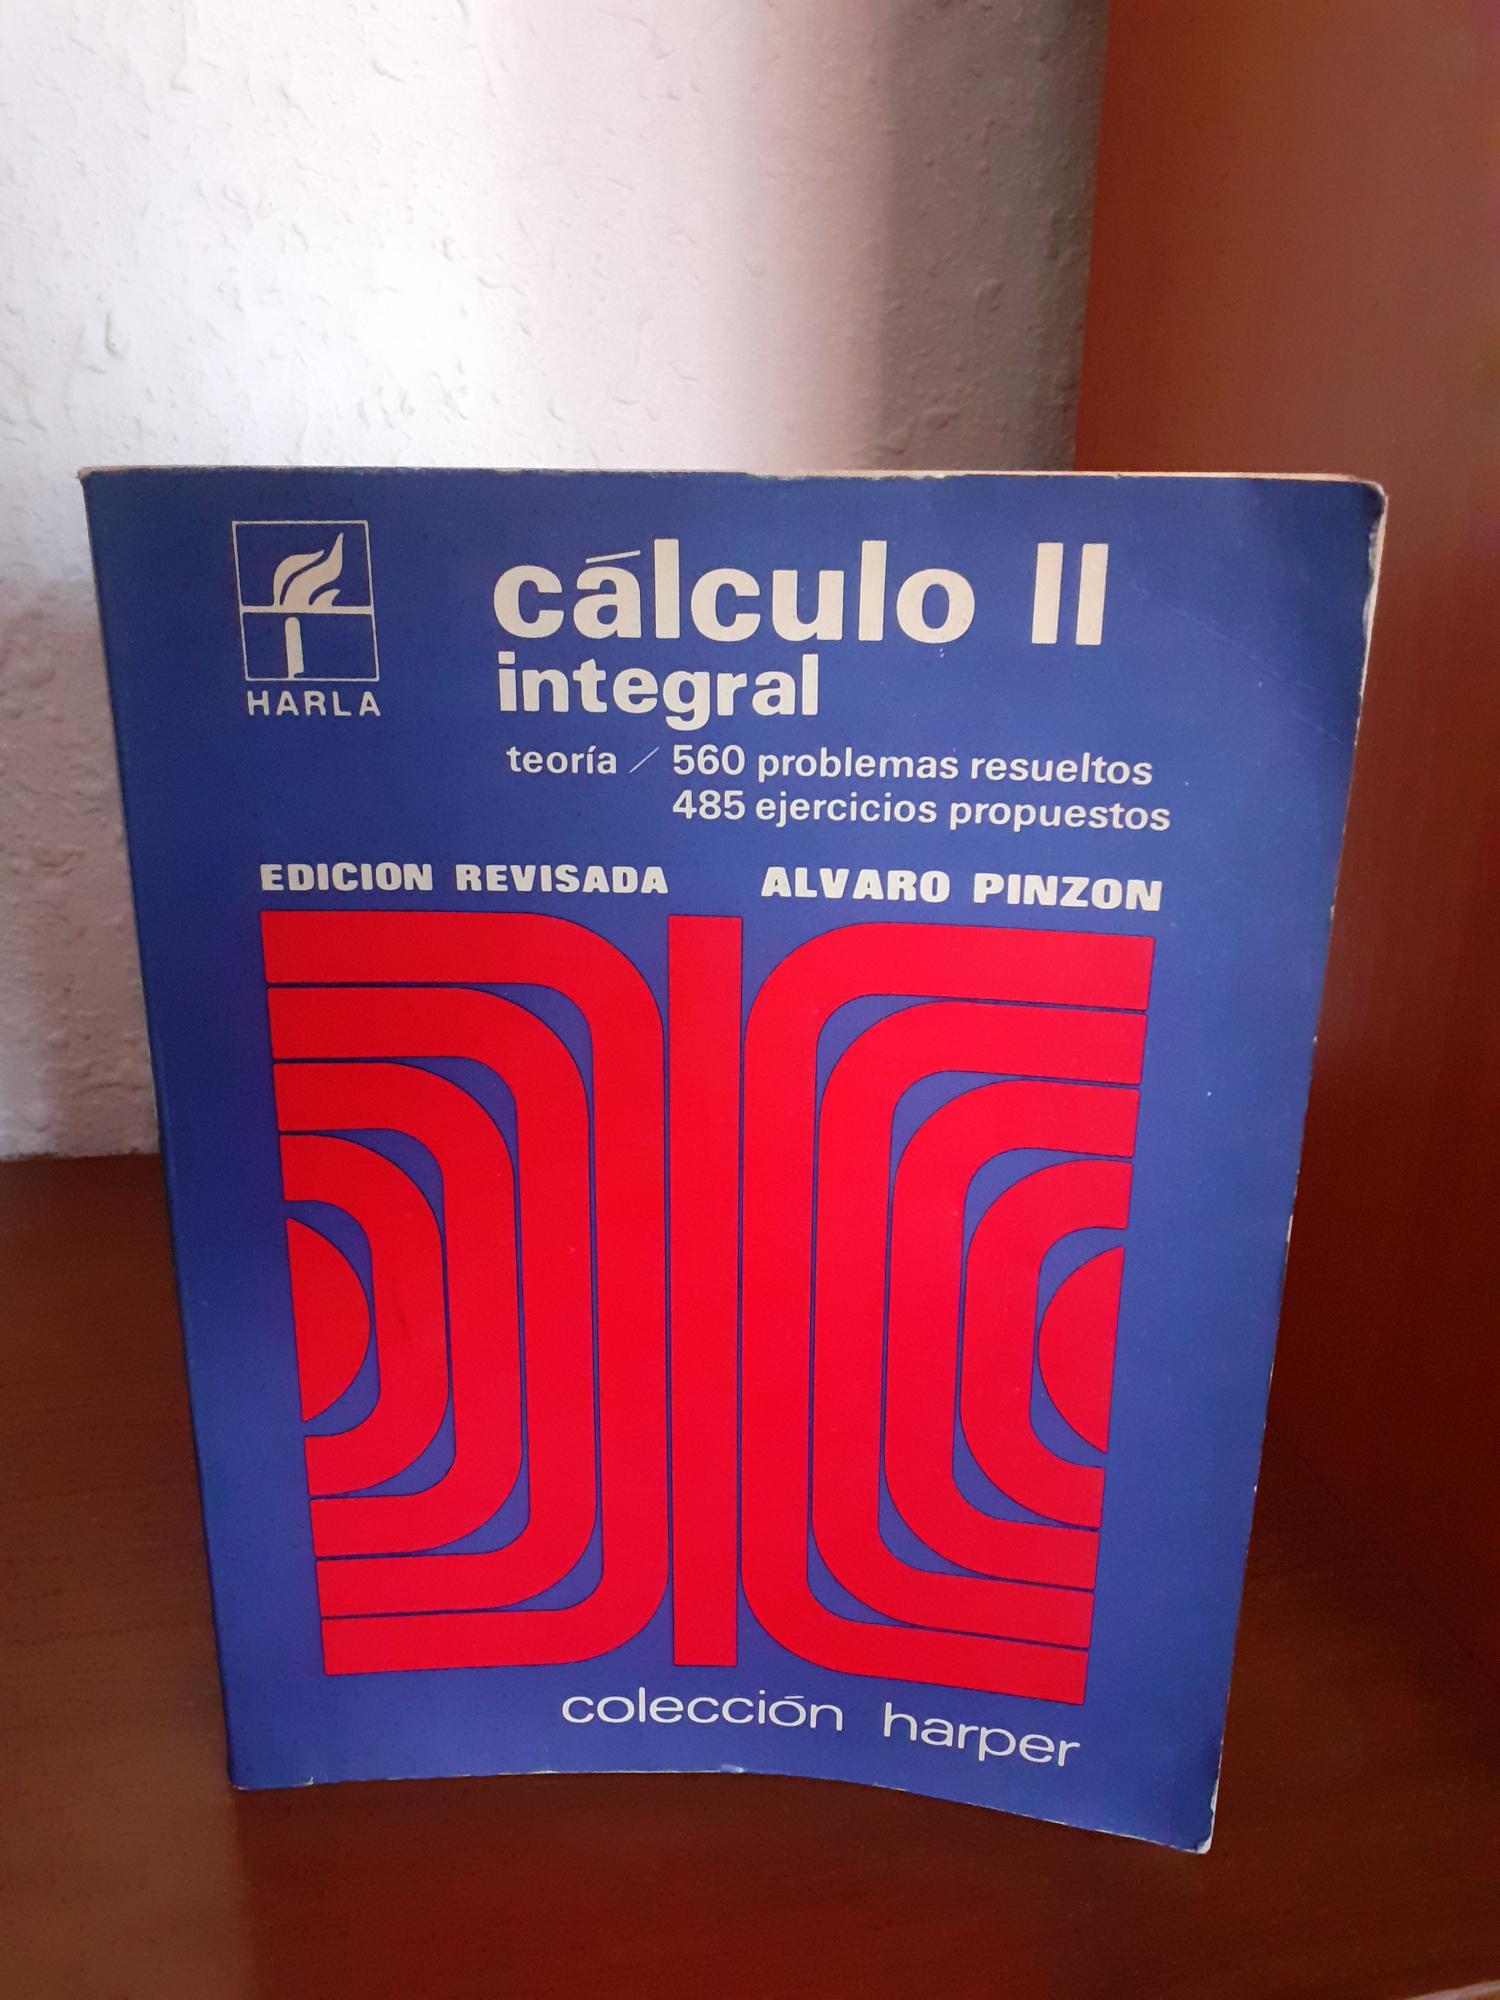 HARLA
cálculo II
integral
teoría / 560 problemas resueltos
485 ejercicios propuestos
EDICION REVISADA ALVARO PINZON
colección harper